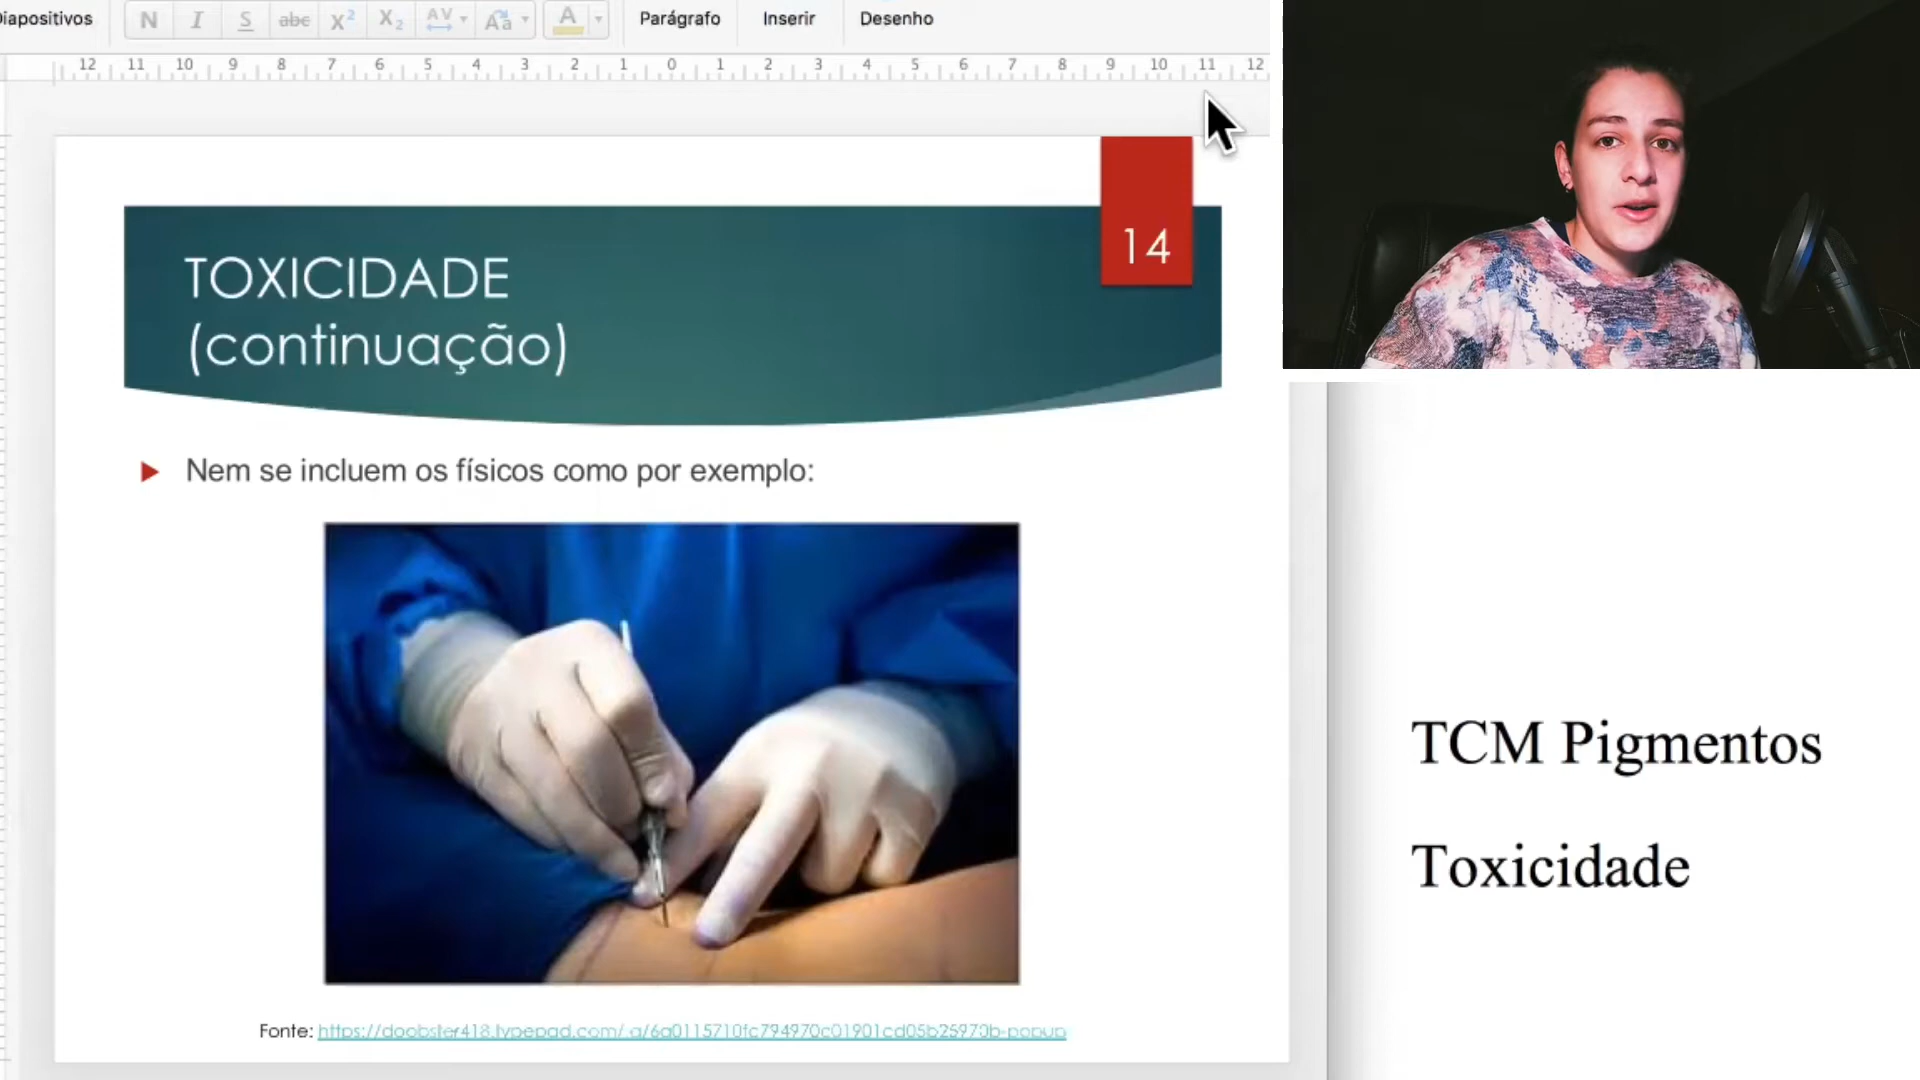 Diapositivos
N I S abc X² X₂ AV Aa A Parágrafo Inserir Desenho
12 11 10 9 8 7 6 5 4 3 2 1 0 1 2 3 4 5 6 7 8 9 10 11 12
14
TOXICIDADE
(continuação)
Nem se incluem os físicos como por exemplo:
Fonte:
TCM Pigmentos
Toxicidade